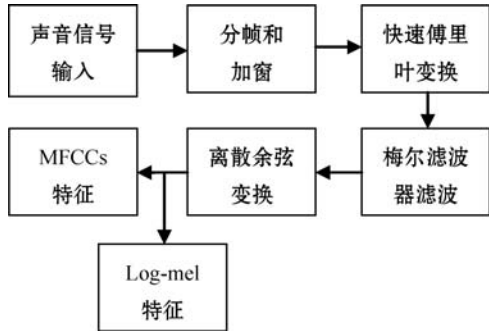 声音信号
输入
分帧和
加窗
快速傅里
叶变换
梅尔滤波
器滤波
离散余弦
变换
MFCCs
特征
Log-mel
特征